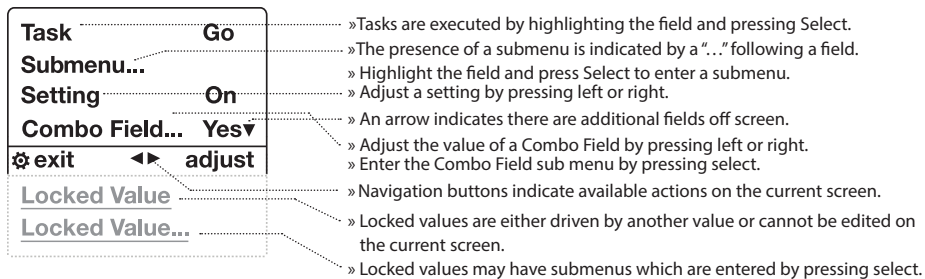 Task Go
Submenu...
Setting On
Combo Field... Yes▼
⚙ exit ◄► adjust
Locked Value
Locked Value...
»Tasks are executed by highlighting the field and pressing Select.
»The presence of a submenu is indicated by a “…” following a field.
» Highlight the field and press Select to enter a submenu.
» Adjust a setting by pressing left or right.
» An arrow indicates there are additional fields off screen.
» Adjust the value of a Combo Field by pressing left or right.
» Enter the Combo Field sub menu by pressing select.
»Navigation buttons indicate available actions on the current screen.
» Locked values are either driven by another value or cannot be edited on
the current screen.
» Locked values may have submenus which are entered by pressing select.